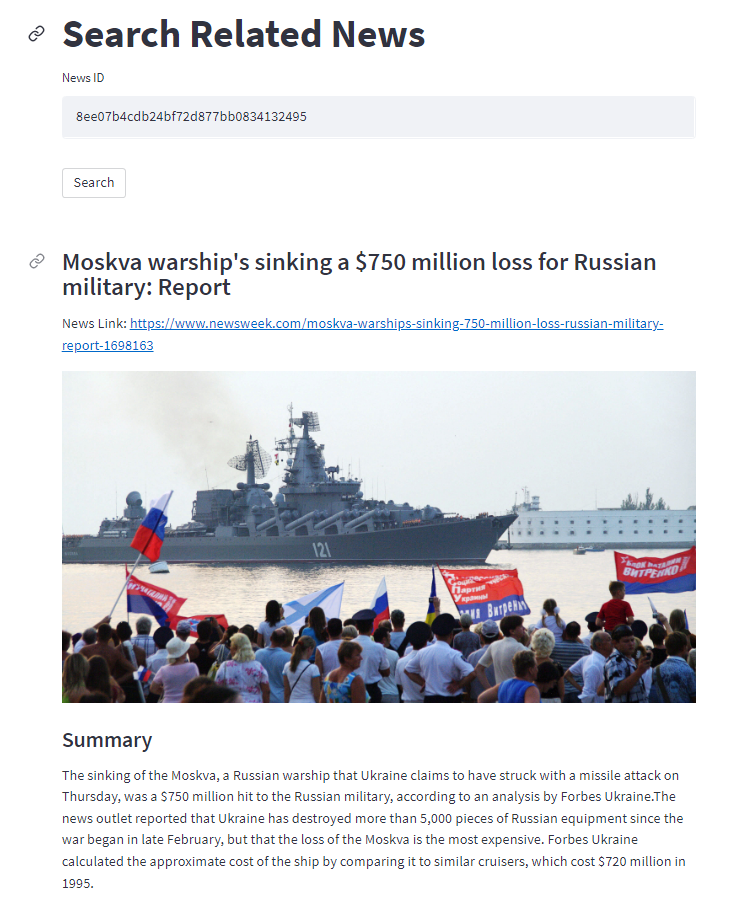 Search Related News
News ID
8ee07b4cdb24bf72d877bb0834132495
Search
Moskva warship's sinking a $750 million loss for Russian
military: Report
News Link: https://www.newsweek.com/moskva-warships-sinking-750-million-loss-russian-military-
report-1698163
121
Партия
Украины
Витренко
ВИТРЕНКО
Summary
The sinking of the Moskva, a Russian warship that Ukraine claims to have struck with a missile attack on
Thursday, was a $750 million hit to the Russian military, according to an analysis by Forbes Ukraine.The
news outlet reported that Ukraine has destroyed more than 5,000 pieces of Russian equipment since the
war began in late February, but that the loss of the Moskva is the most expensive. Forbes Ukraine
calculated the approximate cost of the ship by comparing it to similar cruisers, which cost $720 million in
1995.